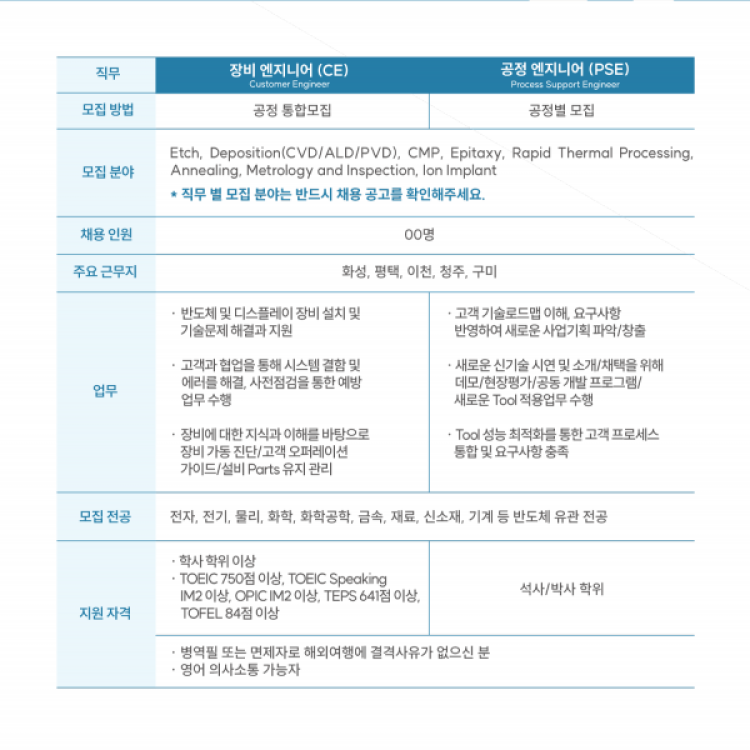 직무
장비 엔지니어 (CE)
Customer Engineer
공정 엔지니어 (PSE)
Process Support Engineer
모집 방법
공정 통합모집
공정별 모집
모집 분야
Etch, Deposition(CVD/ALD/PVD), CMP, Epitaxy, Rapid Thermal Processing,
Annealing, Metrology and Inspection, Ion Implant
* 직무 별 모집 분야는 반드시 채용 공고를 확인해주세요.
채용 인원
00명
주요 근무지
화성, 평택, 이천, 청주, 구미
업무
· 반도체 및 디스플레이 장비 설치 및
기술문제 해결과 지원
· 고객과 협업을 통해 시스템 결함 및
에러를 해결, 사전점검을 통한 예방
업무 수행
· 장비에 대한 지식과 이해를 바탕으로
장비 가동 진단/고객 오퍼레이션
가이드/설비 Parts 유지 관리
· 고객 기술로드맵 이해, 요구사항
반영하여 새로운 사업기획 파악/창출
· 새로운 신기술 시연 및 소개/채택을 위해
데모/현장평가/공동 개발 프로그램/
새로운 Tool 적용업무 수행
· Tool 성능 최적화를 통한 고객 프로세스
통합 및 요구사항 충족
모집 전공
전자, 전기, 물리, 화학, 화학공학, 금속, 재료, 신소재, 기계 등 반도체 유관 전공
지원 자격
· 학사 학위 이상
· TOEIC 750점 이상, TOEIC Speaking
IM2 이상, OPIC IM2 이상, TEPS 641점 이상,
TOFEL 84점 이상
석사/박사 학위
· 병역필 또는 면제자로 해외여행에 결격사유가 없으신 분
· 영어 의사소통 가능자